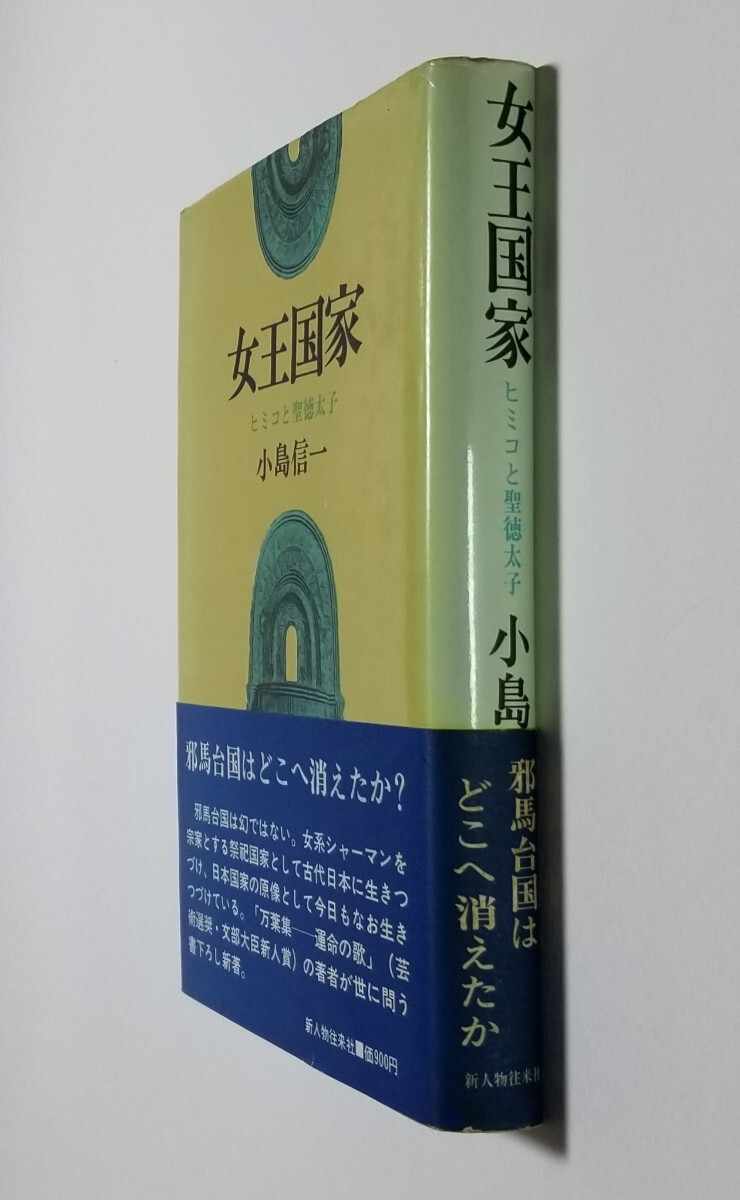 女王国家
ヒミコと聖徳太子
小島信一
邪馬台国はどこへ消えたか?
邪馬台国は幻ではない。女系シャーマンを
宗家とする祭祀国家として古代日本に生きつ
づけ、日本国家の原像として今日もなお生き
つづけている。「万葉集──運命の歌」(芸
術選奨・文部大臣新人賞)の著者が世に問う
書下ろし新著。
新人物往来社■価900円
女王国家
ヒミコと聖徳太子
小島
邪馬台国は
どこへ消えたか
新人物往来社